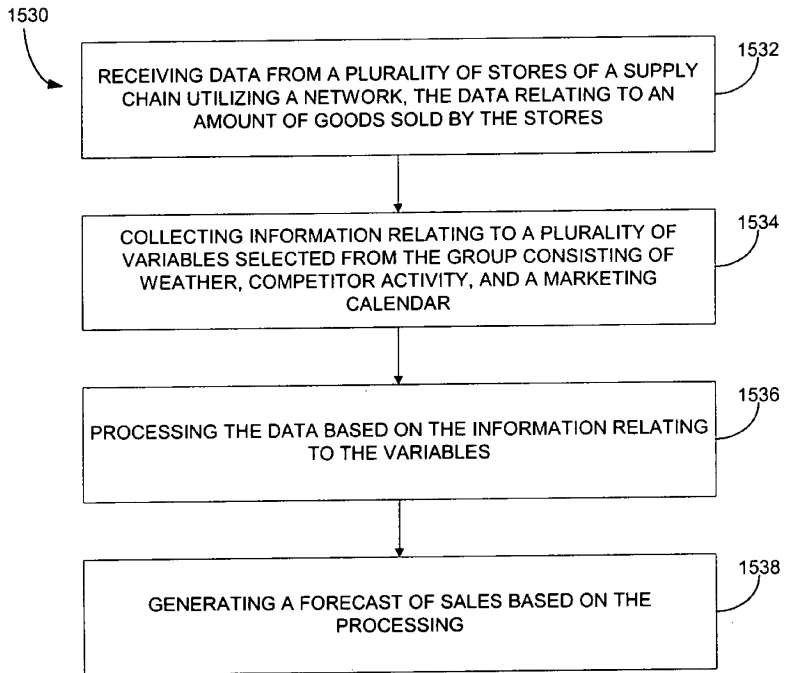 1530
1532
RECEIVING DATA FROM A PLURALITY OF STORES OF A SUPPLY
CHAIN UTILIZING A NETWORK, THE DATA RELATING TO AN
AMOUNT OF GOODS SOLD BY THE STORES
1534
COLLECTING INFORMATION RELATING TO A PLURALITY OF
VARIABLES SELECTED FROM THE GROUP CONSISTING OF
WEATHER, COMPETITOR ACTIVITY, AND A MARKETING
CALENDAR
1536
PROCESSING THE DATA BASED ON THE INFORMATION RELATING
TO THE VARIABLES
1538
GENERATING A FORECAST OF SALES BASED ON THE
PROCESSING